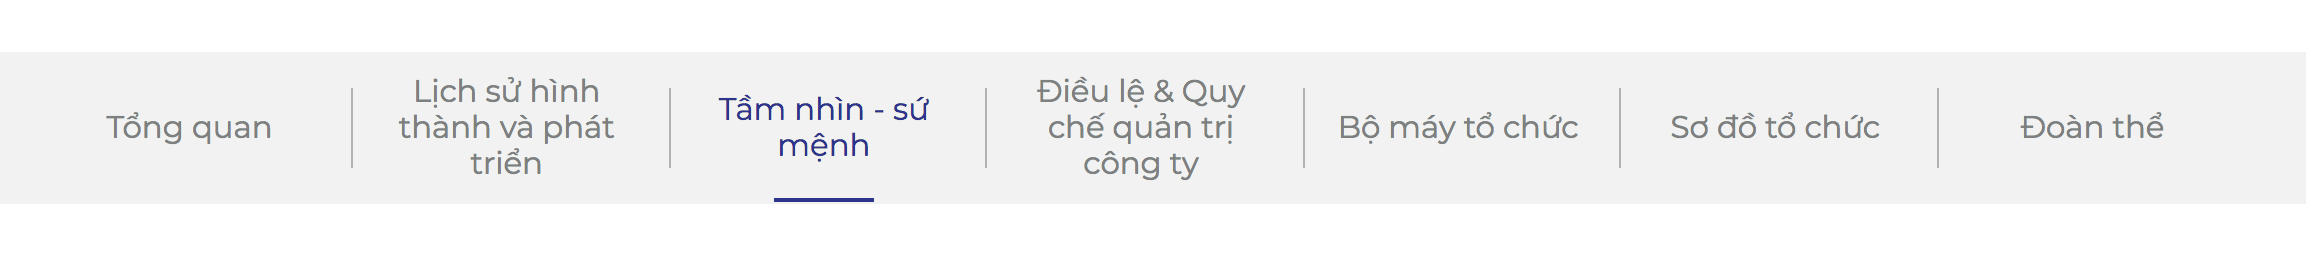 Tổng quan
Lịch sử hình
thành và phát
triển
Tầm nhìn - sứ
mệnh
Điều lệ & Quy
chế quản trị
công ty
Bộ máy tổ chức
Sơ đồ tổ chức
Đoàn thể